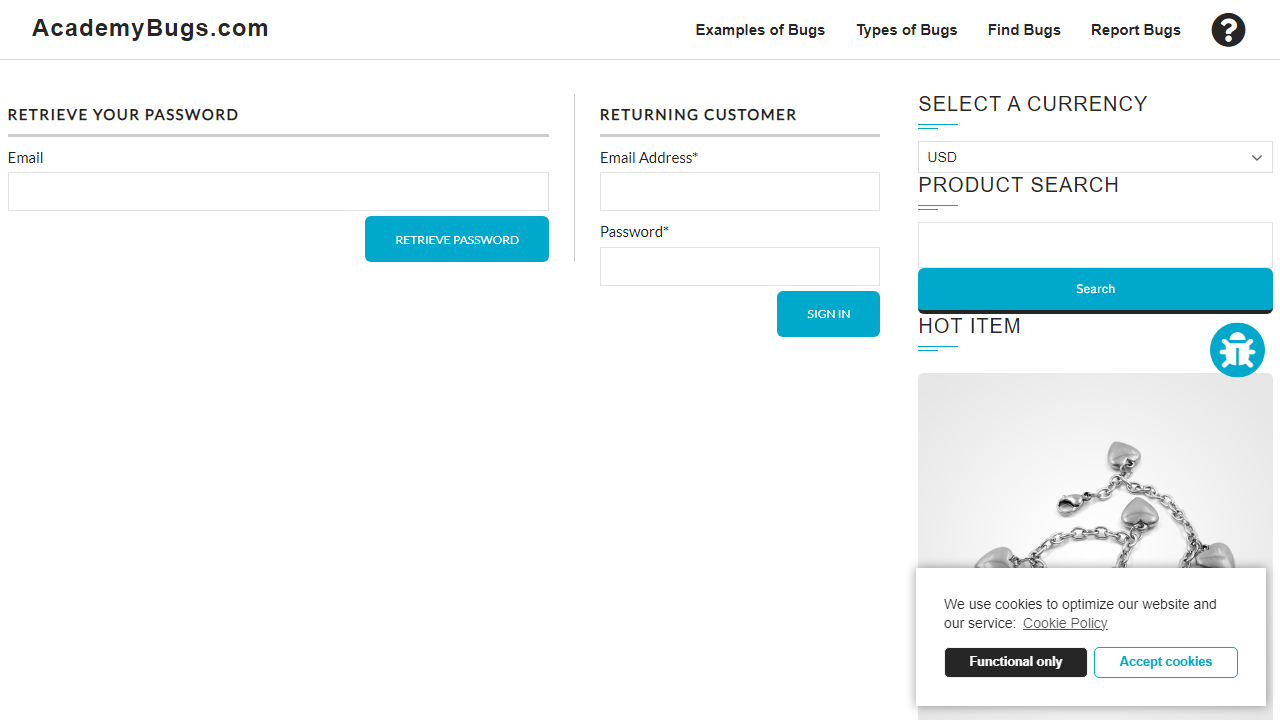 AcademyBugs.com
Examples of Bugs
Types of Bugs
Find Bugs
Report Bugs
RETRIEVE YOUR PASSWORD
Email
RETRIEVE PASSWORD
RETURNING CUSTOMER
Email Address*
Password*
SIGN IN
SELECT A CURRENCY
USD
PRODUCT SEARCH
Search
HOT ITEM
We use cookies to optimize our website and
our service: Cookie Policy
Functional only
Accept cookies